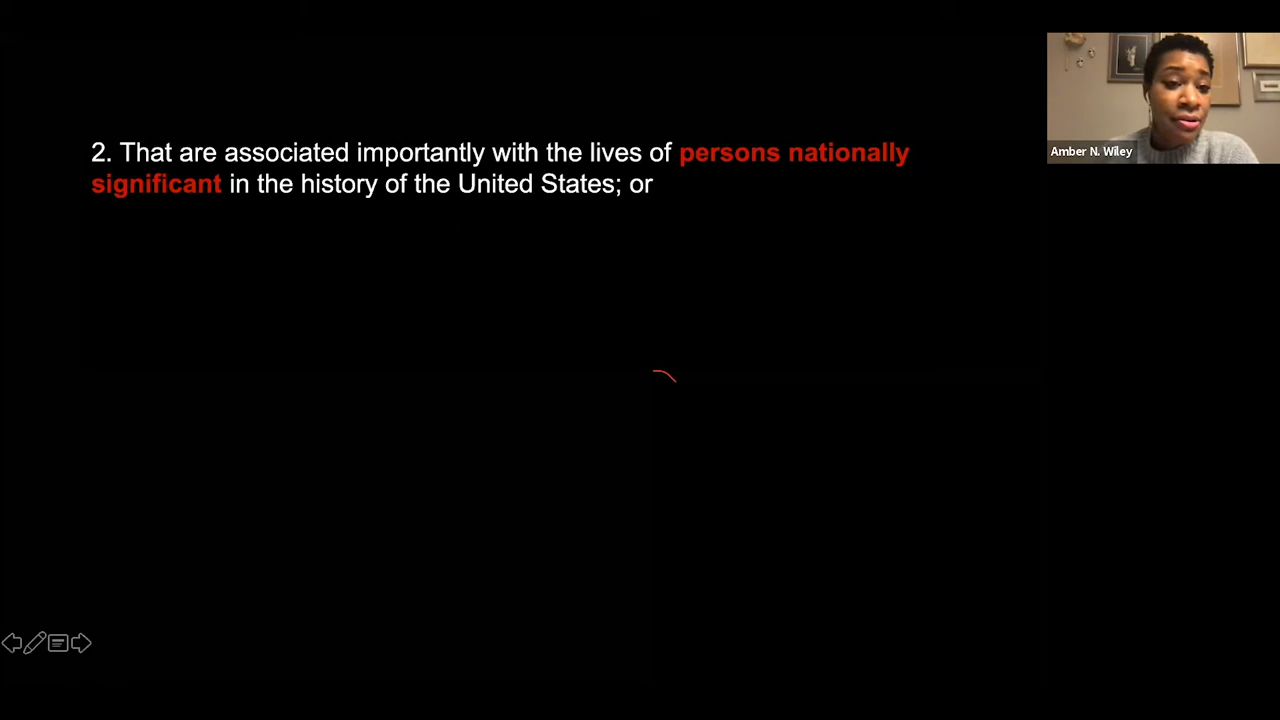 2. That are associated importantly with the lives of persons nationally
significant in the history of the United States; or
Amber N. Wiley